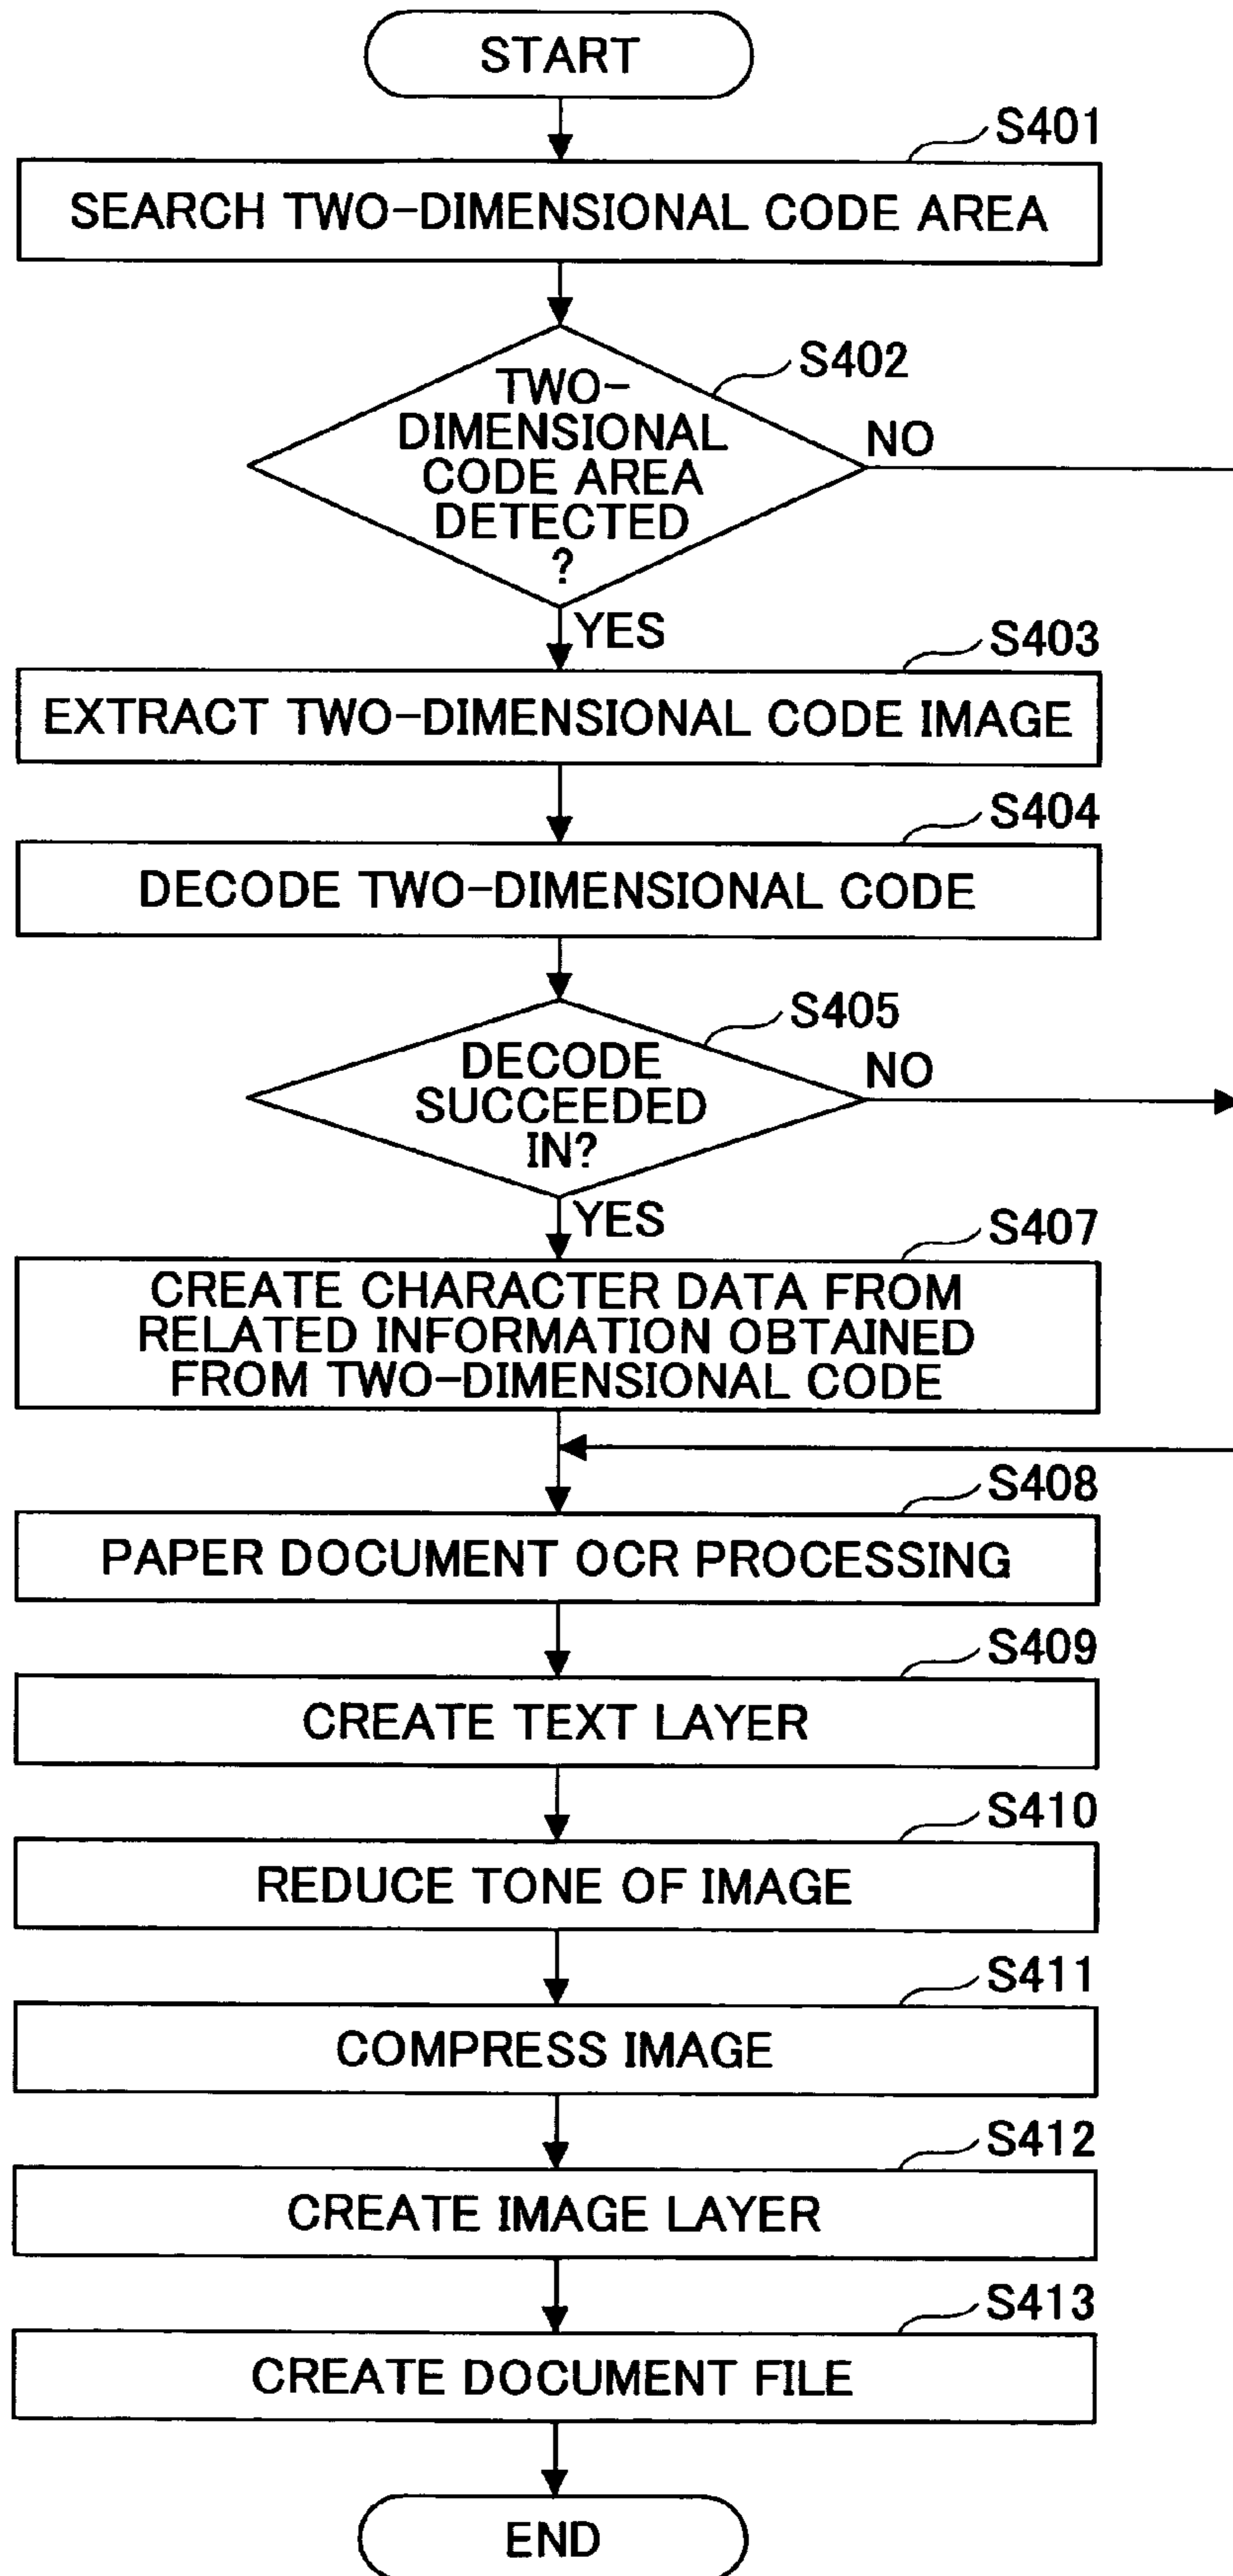 START
S401
SEARCH TWO-DIMENSIONAL CODE AREA
S402
TWO-
DIMENSIONAL
CODE AREA
DETECTED
?
NO
YES
S403
EXTRACT TWO-DIMENSIONAL CODE IMAGE
S404
DECODE TWO-DIMENSIONAL CODE
S405
DECODE
SUCCEEDED
IN?
NO
YES
S407
CREATE CHARACTER DATA FROM
RELATED INFORMATION OBTAINED
FROM TWO-DIMENSIONAL CODE
S408
PAPER DOCUMENT OCR PROCESSING
S409
CREATE TEXT LAYER
S410
REDUCE TONE OF IMAGE
S411
COMPRESS IMAGE
S412
CREATE IMAGE LAYER
S413
CREATE DOCUMENT FILE
END